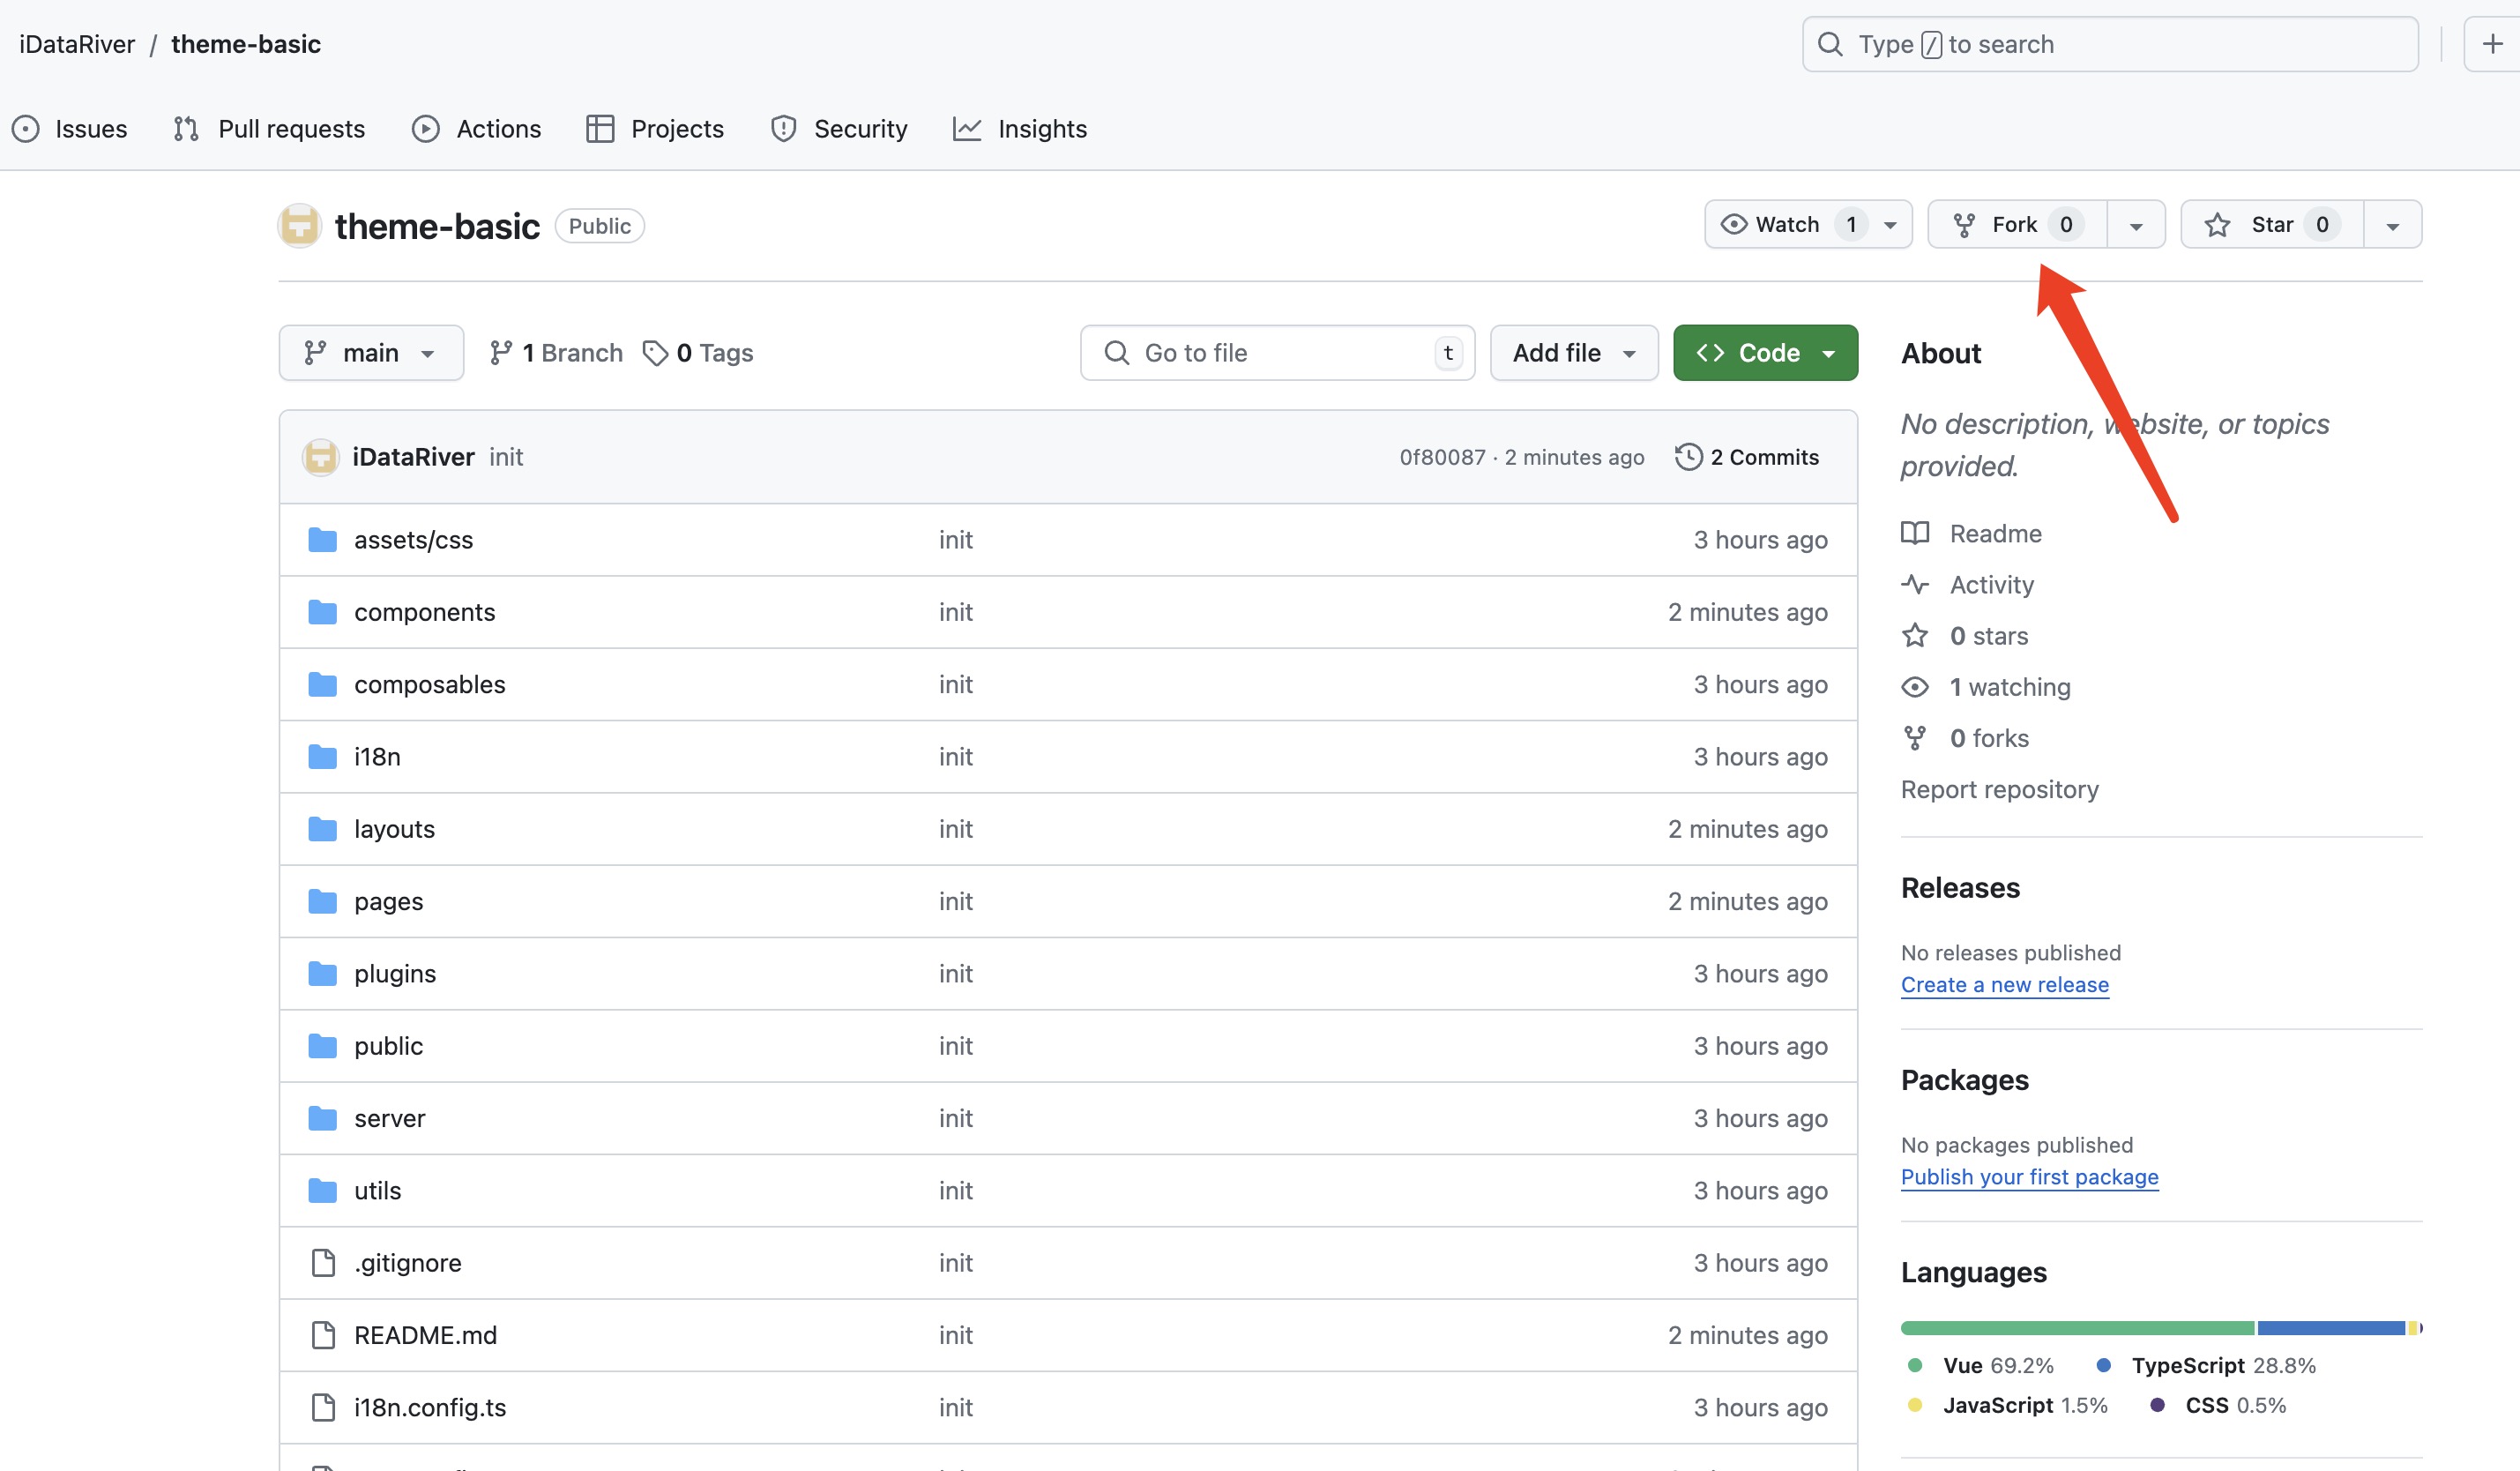 iDataRiver / theme-basic
Type / to search
Issues Pull requests Actions Projects Security Insights
theme-basic Public
Watch 1 Fork 0 Star 0
main 1 Branch 0 Tags
Go to file t Add file Code
iDataRiver init 0f80087 · 2 minutes ago 2 Commits
assets/css init 3 hours ago
components init 2 minutes ago
composables init 3 hours ago
i18n init 3 hours ago
layouts init 2 minutes ago
pages init 2 minutes ago
plugins init 3 hours ago
public init 3 hours ago
server init 3 hours ago
utils init 3 hours ago
.gitignore init 3 hours ago
README.md init 2 minutes ago
i18n.config.ts init 3 hours ago
About
No description, website, or topics
provided.
Readme
Activity
0 stars
1 watching
0 forks
Report repository
Releases
No releases published
Create a new release
Packages
No packages published
Publish your first package
Languages
Vue 69.2% TypeScript 28.8%
JavaScript 1.5% CSS 0.5%